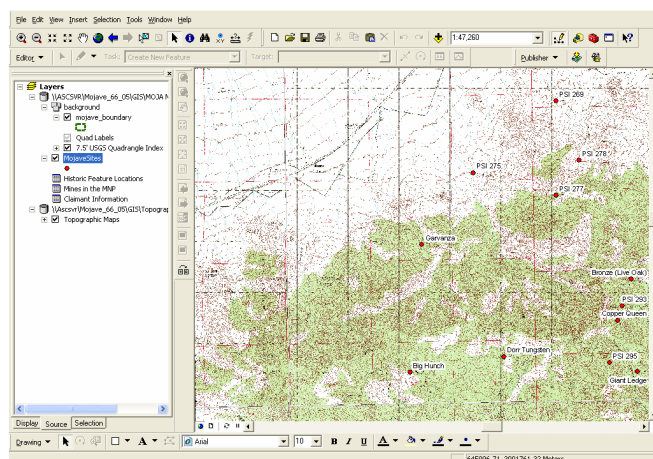 File Edit View Insert Selection Tools Window Help
1:47,260
Editor Task: Create New Feature Target: Publisher
Layers
\\ASCSVR\Mojave_66_05\GIS\MOJA N
background
mojave_boundary
Quad Labels
7.5' USGS Quadrangle Index
MojaveSites
Historic Feature Locations
Mines in the MNP
Claimant Information
\\Ascsvr\Mojave_66_05\GIS\Topograp
Topographic Maps
PSI 269
PSI 278
PSI 275
PSI 277
Garvanza
Bronze (Live Oak)
PSI 293
Copper Queen
Dorr Tungsten
PSI 295
Big Hunch
Giant Ledge
Display Source Selection
Drawing A Arial 10 B I U A